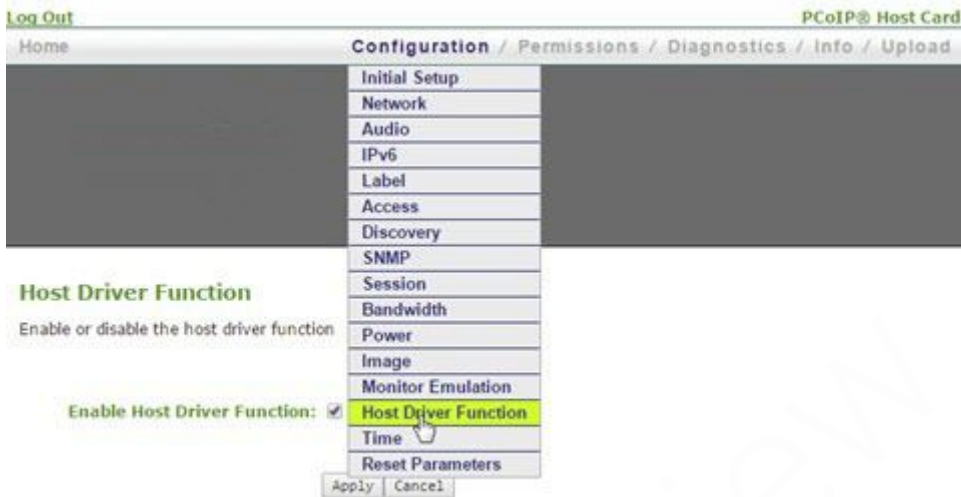 Log Out PCoIP® Host Card
Home Configuration / Permissions / Diagnostics / Info / Upload
Initial Setup
Network
Audio
IPv6
Label
Access
Discovery
SNMP
Session
Bandwidth
Power
Image
Monitor Emulation
Host Driver Function
Time
Reset Parameters
Host Driver Function
Enable or disable the host driver function
Enable Host Driver Function:
Apply Cancel